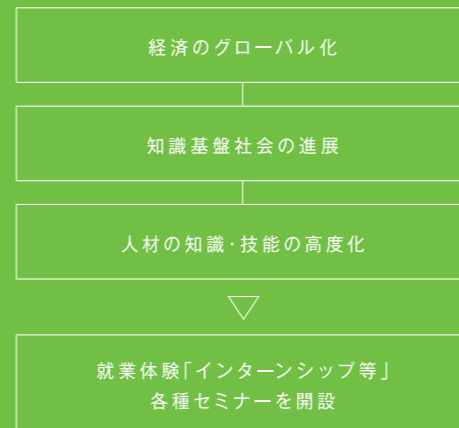 経済のグローバル化
知識基盤社会の進展
人材の知識・技能の高度化
就業体験「インターンシップ等」
各種セミナーを開設